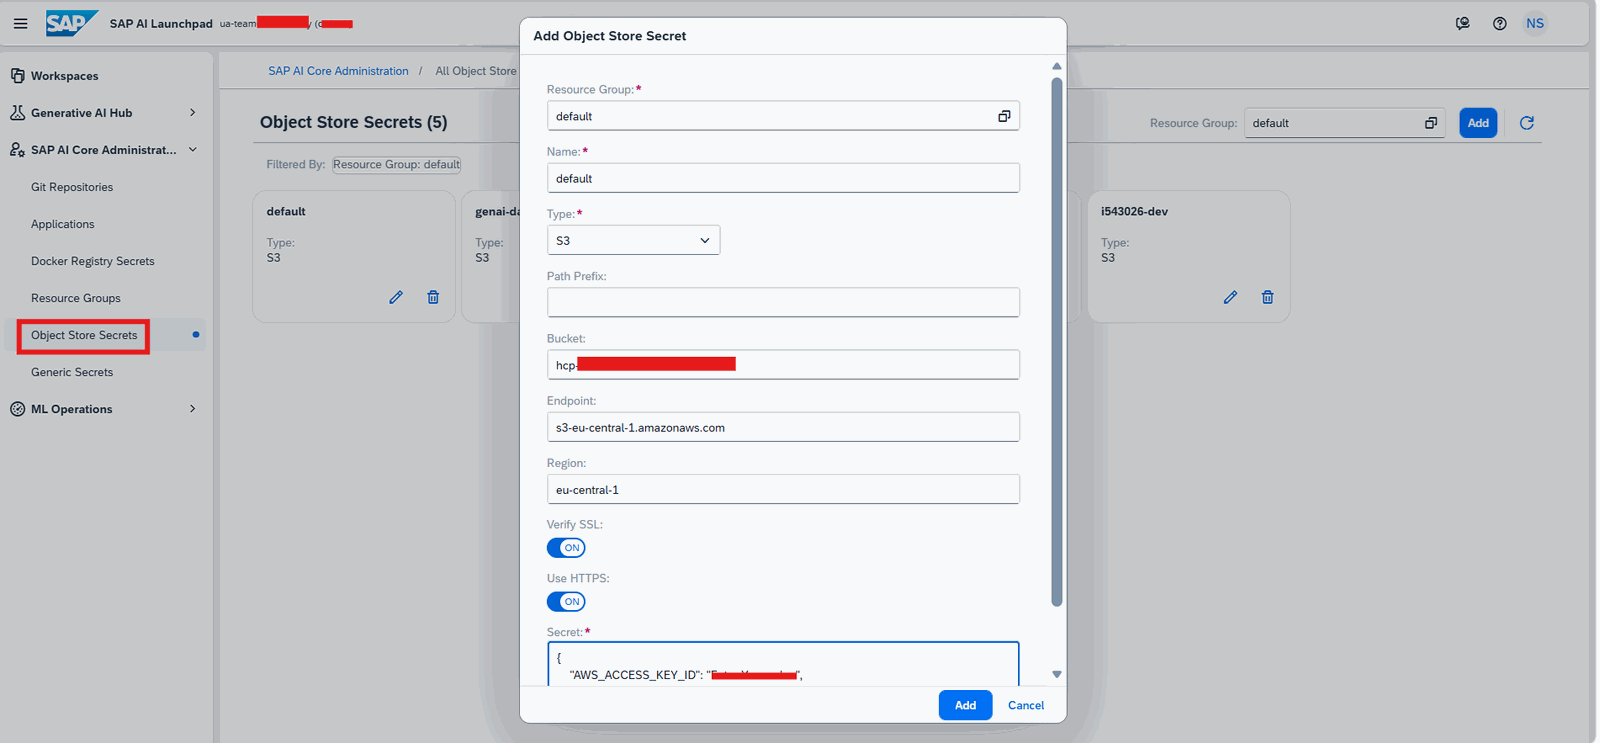 SAP
SAP AI Launchpad
ua-team
y (
NS
Workspaces
Generative AI Hub
SAP AI Core Administrat...
Git Repositories
Applications
Docker Registry Secrets
Resource Groups
Object Store Secrets
Generic Secrets
ML Operations
SAP AI Core Administration / All Object Store
Object Store Secrets (5)
Resource Group: default
Add
Filtered By: Resource Group: default
default
Type:
S3
genai-da
Type:
S3
i543026-dev
Type:
S3
Add Object Store Secret
Resource Group:*
default
Name:*
default
Type:*
S3
Path Prefix:
Bucket:
hcp-
Endpoint:
s3-eu-central-1.amazonaws.com
Region:
eu-central-1
Verify SSL:
ON
Use HTTPS:
ON
Secret:*
{
"AWS_ACCESS_KEY_ID": "",
Add
Cancel